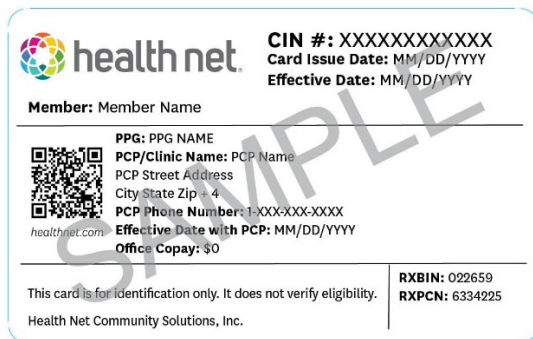 health net.
CIN #: XXXXXXXXXXXX
Card Issue Date: MM/DD/YYYY
Effective Date: MM/DD/YYYY
Member: Member Name
PPG: PPG NAME
PCP/Clinic Name: PCP Name
PCP Street Address
City State Zip + 4
PCP Phone Number: 1-XXX-XXX-XXXX
healthnet.com
Effective Date with PCP: MM/DD/YYYY
Office Copay: $0
SAMPLE
This card is for identification only. It does not verify eligibility.
Health Net Community Solutions, Inc.
RXBIN: 022659
RXPCN: 6334225